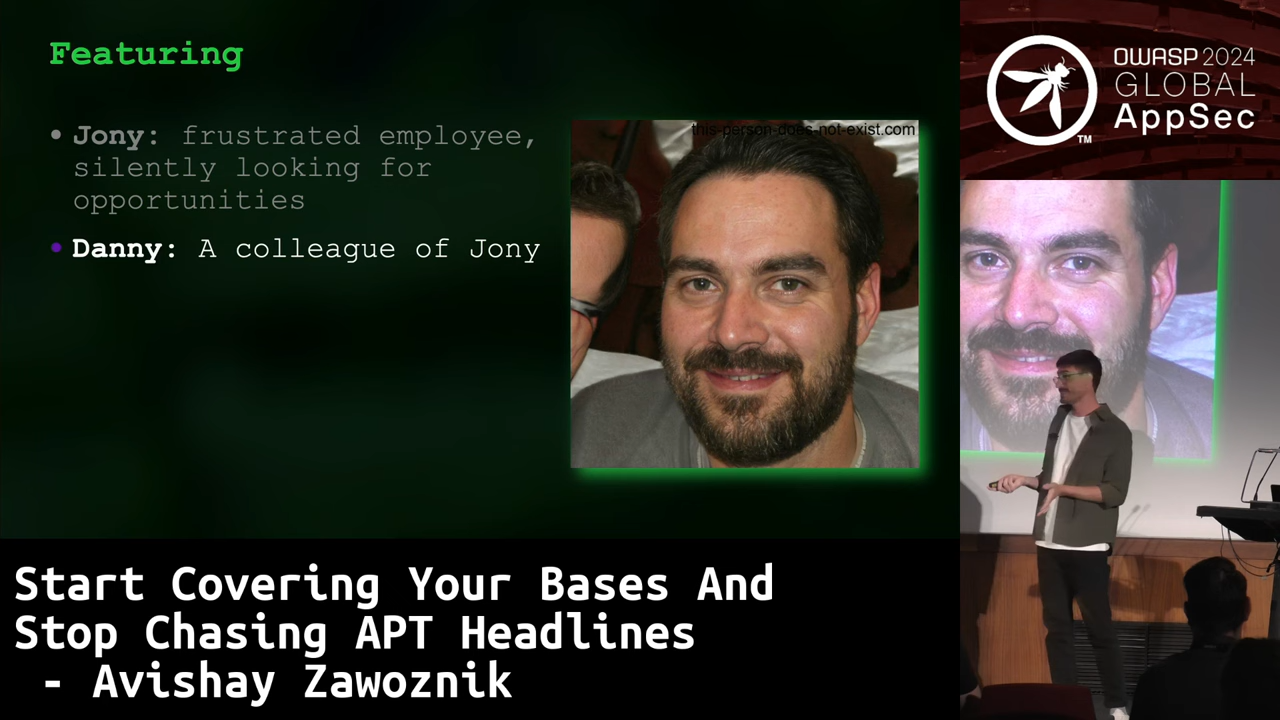 Featuring
• Jony: frustrated employee,
silently looking for
opportunities
• Danny: A colleague of Jony
this-person-does-not-exist.com
OWASP 2024
GLOBAL
AppSec
TM
Start Covering Your Bases And
Stop Chasing APT Headlines
- Avishay Zawoznik